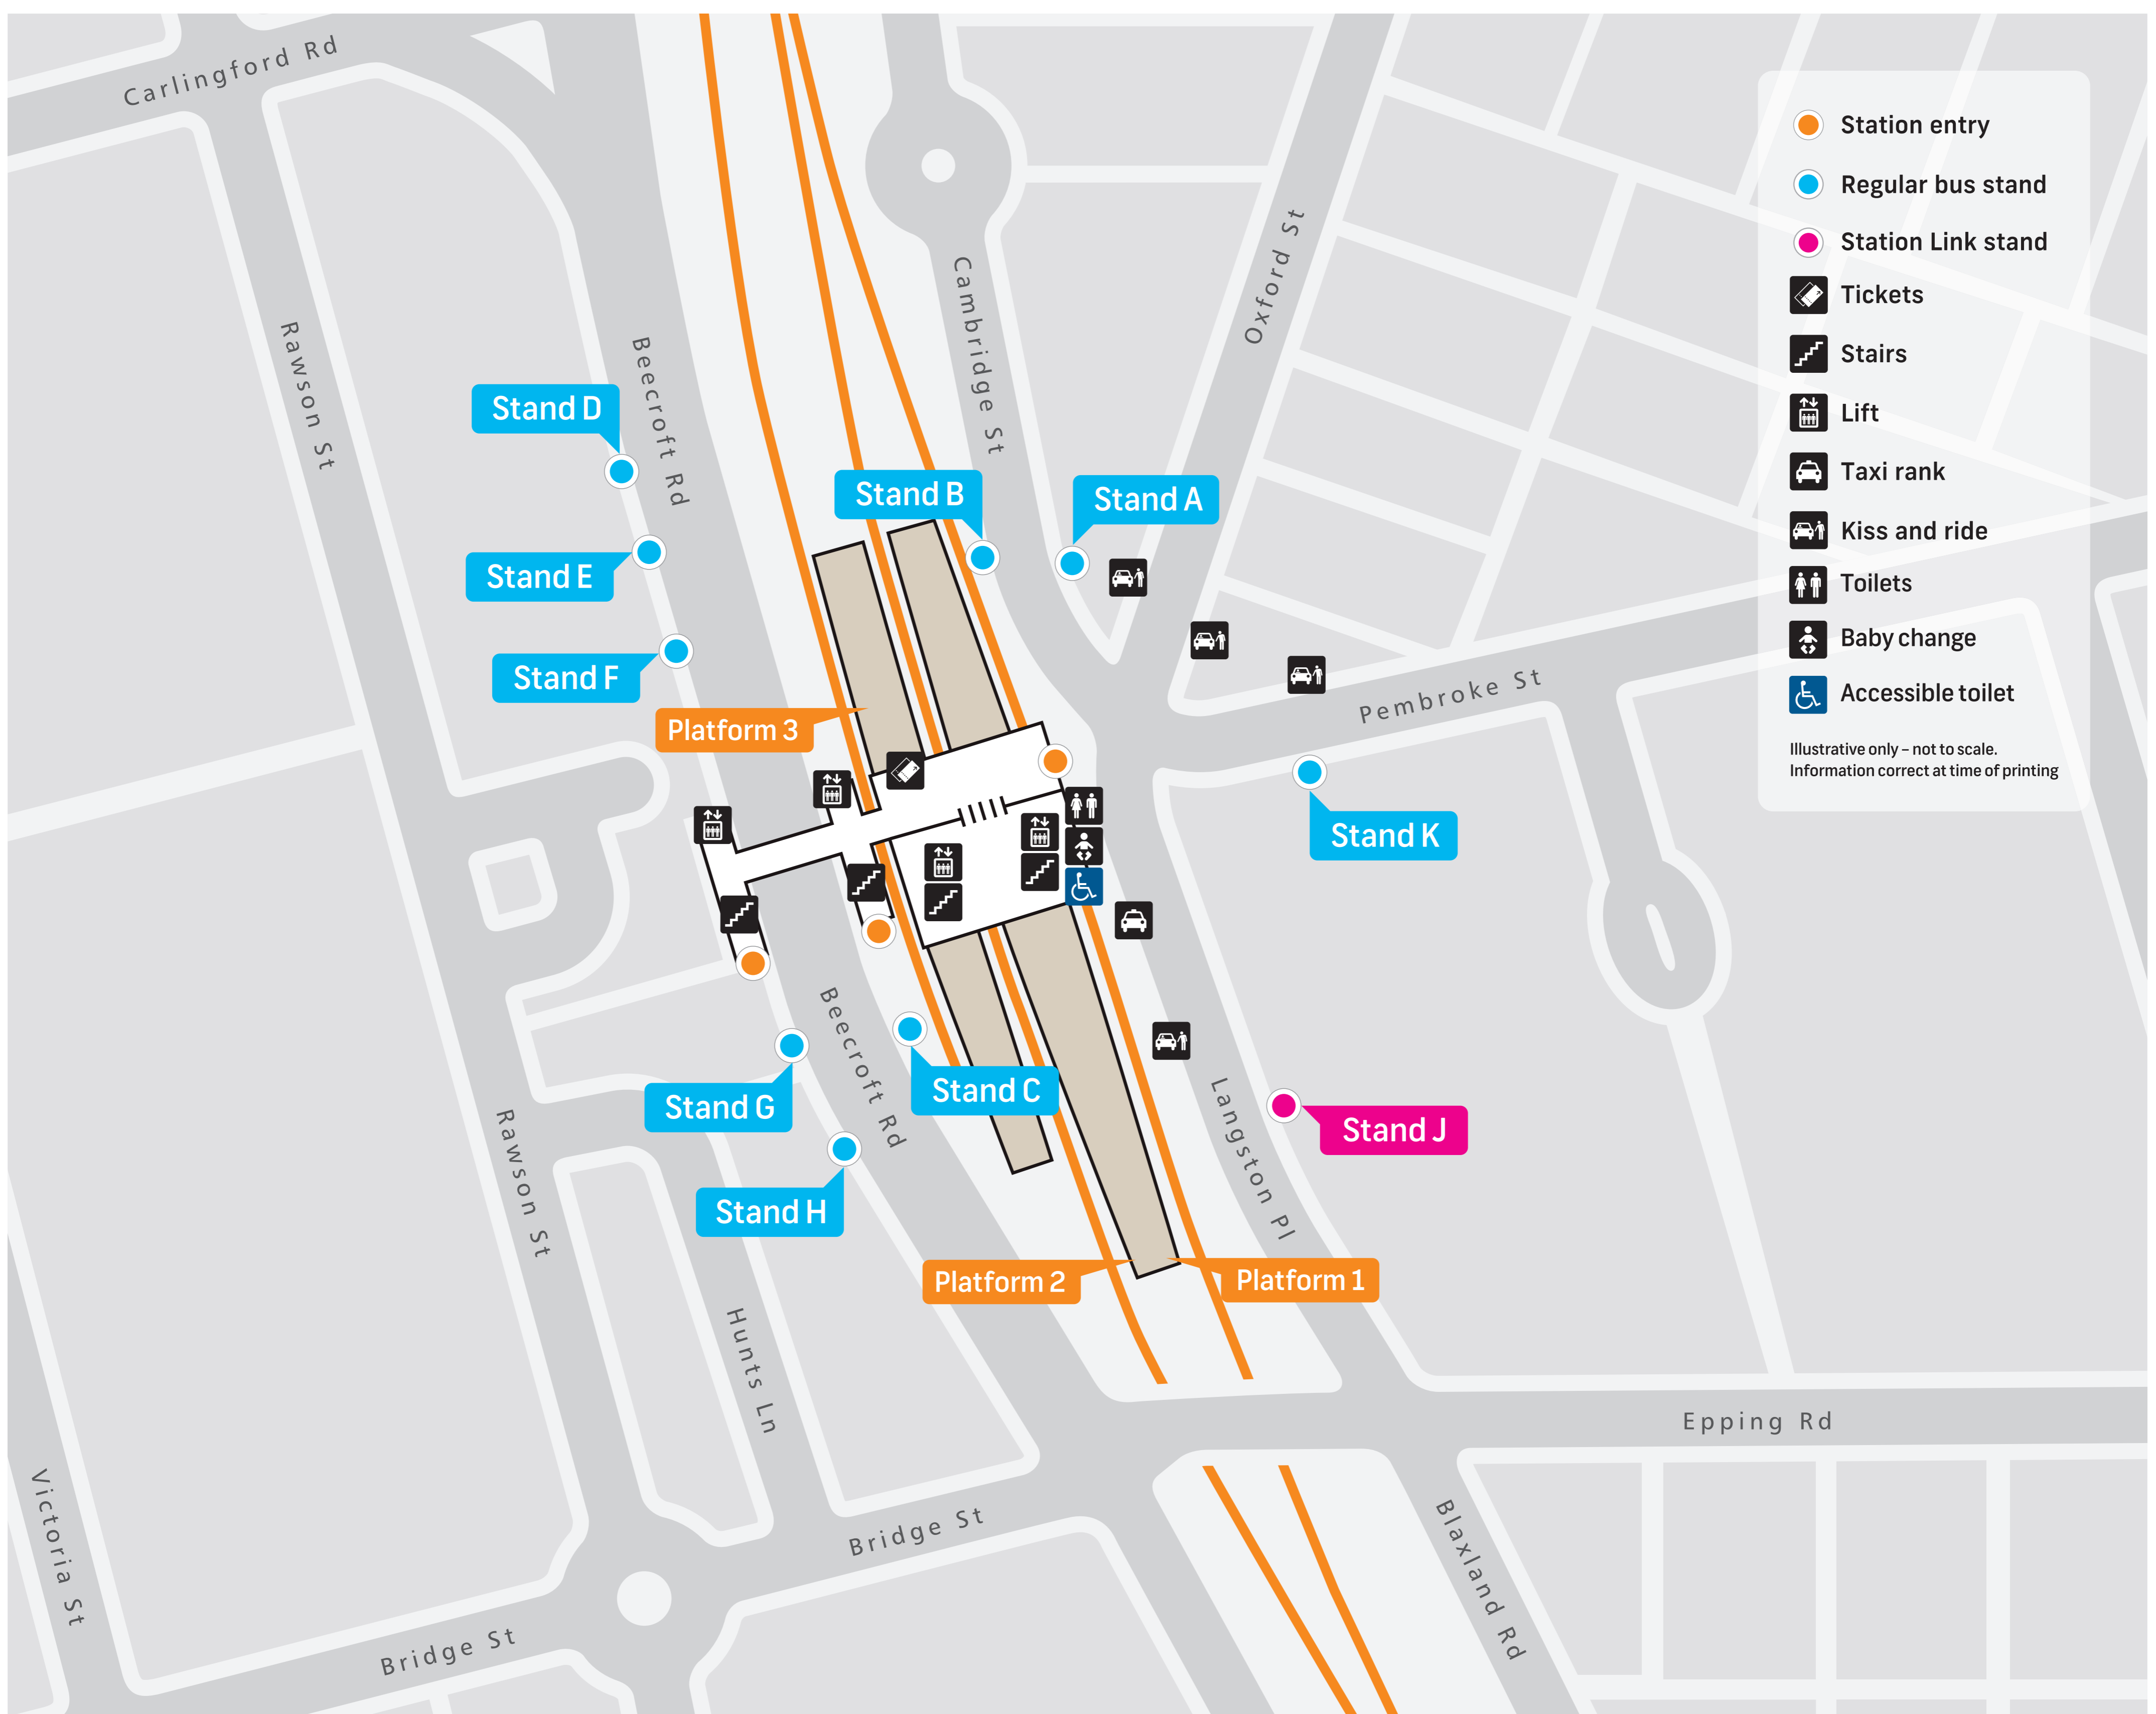 Carlingford Rd
Rawson St
Beecroft Rd
Cambridge St
Oxford St
Station entry
Regular bus stand
Station Link stand
Tickets
Stairs
Lift
Taxi rank
Kiss and ride
Toilets
Baby change
Accessible toilet
Illustrative only – not to scale.
Information correct at time of printing
Stand D
Stand B
Stand A
Stand E
Stand F
Platform 3
Pembroke St
Stand K
Beecroft Rd
Stand C
Stand G
Stand J
Langston Pl
Rawson St
Stand H
Platform 2
Platform 1
Hunts Ln
Epping Rd
Victoria St
Bridge St
Blaxland Rd
Bridge St